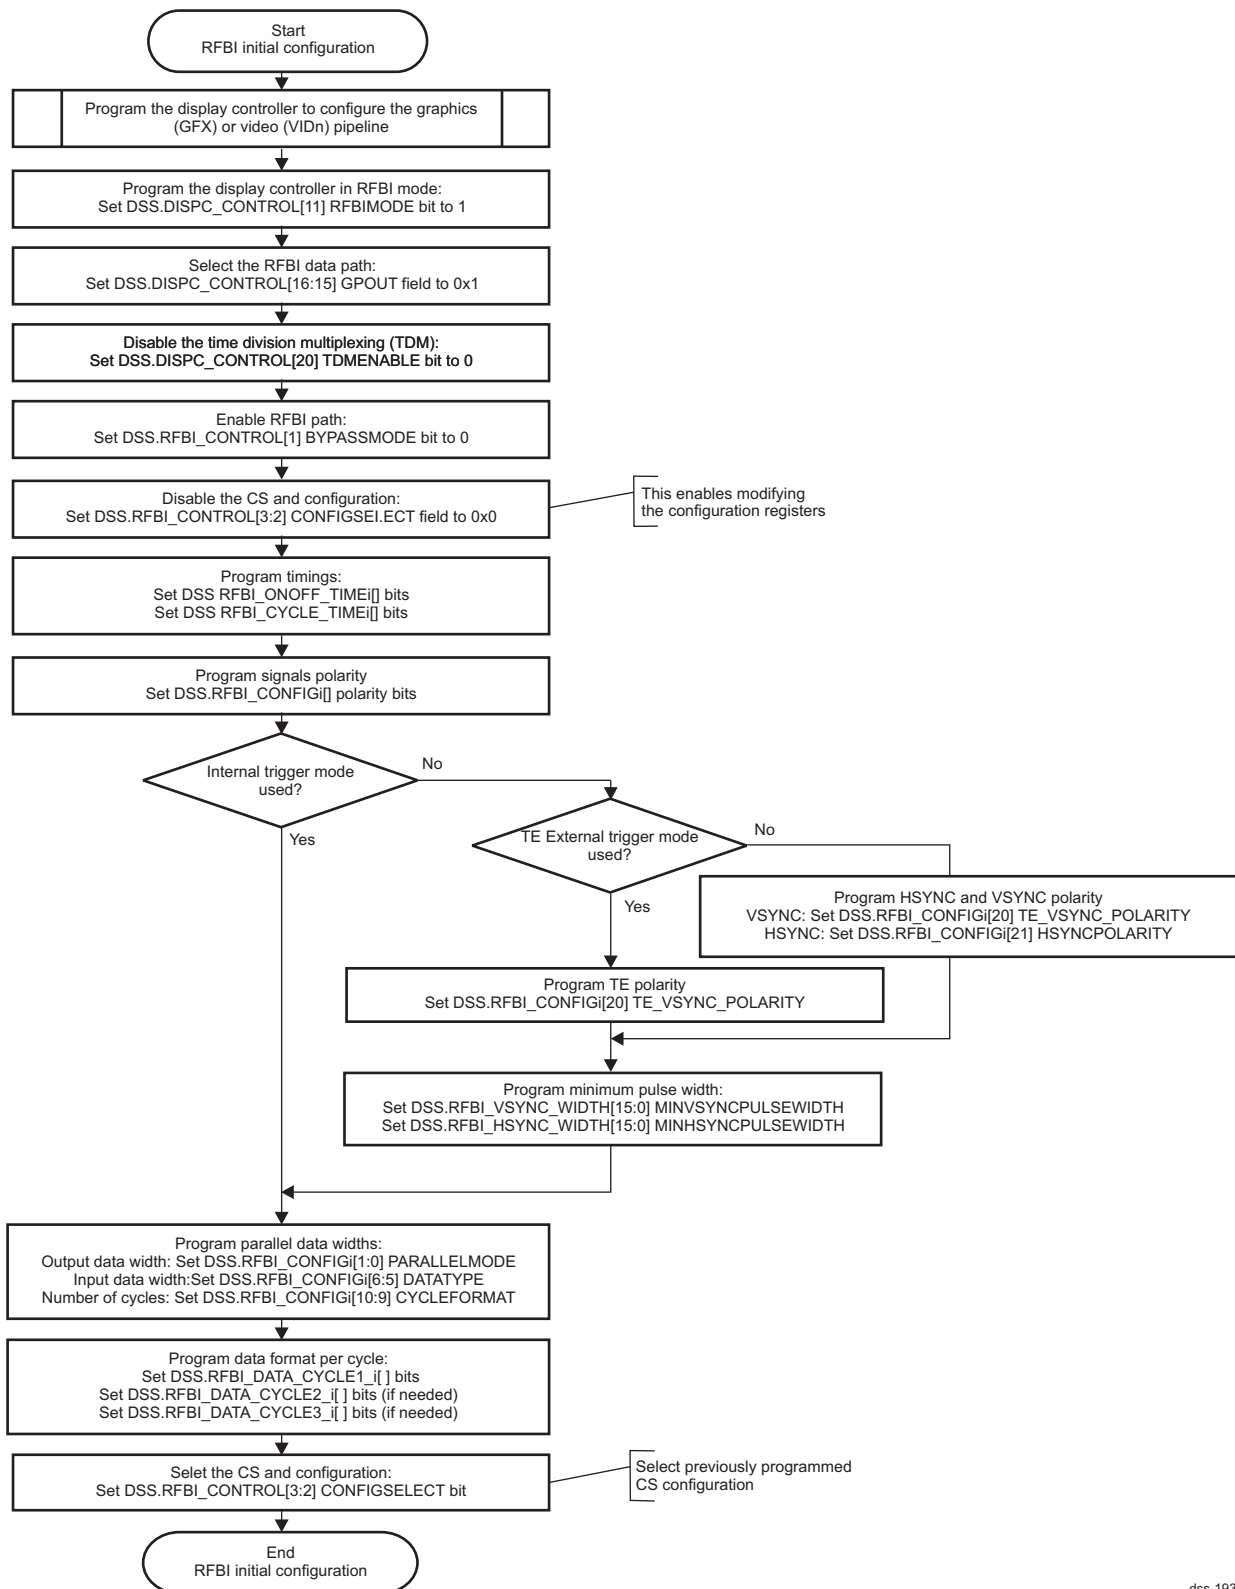 Start
RFBI initial configuration
Program the display controller to configure the graphics
(GFX) or video (VIDn) pipeline
Program the display controller in RFBI mode:
Set DSS.DISPC_CONTROL[11] RFBIMODE bit to 1
Select the RFBI data path:
Set DSS.DISPC_CONTROL[16:15] GPOUT field to 0x1
Disable the time division multiplexing (TDM):
Set DSS.DISPC_CONTROL[20] TDMENABLE bit to 0
Enable RFBI path:
Set DSS.RFBI_CONTROL[1] BYPASSMODE bit to 0
Disable the CS and configuration:
Set DSS.RFBI_CONTROL[3:2] CONFIGSEI.ECT field to 0x0
This enables modifying
the configuration registers
Program timings:
Set DSS RFBI_ONOFF_TIMEi[] bits
Set DSS RFBI_CYCLE_TIMEi[] bits
Program signals polarity
Set DSS.RFBI_CONFIGi[] polarity bits
Internal trigger mode
used?
No
Yes
TE External trigger mode
used?
No
Yes
Program HSYNC and VSYNC polarity
VSYNC: Set DSS.RFBI_CONFIGi[20] TE_VSYNC_POLARITY
HSYNC: Set DSS.RFBI_CONFIGi[21] HSYNCPOLARITY
Program TE polarity
Set DSS.RFBI_CONFIGi[20] TE_VSYNC_POLARITY
Program minimum pulse width:
Set DSS.RFBI_VSYNC_WIDTH[15:0] MINVSYNCPULSEWIDTH
Set DSS.RFBI_HSYNC_WIDTH[15:0] MINHSYNCPULSEWIDTH
Program parallel data widths:
Output data width: Set DSS.RFBI_CONFIGi[1:0] PARALLELMODE
Input data width:Set DSS.RFBI_CONFIGi[6:5] DATATYPE
Number of cycles: Set DSS.RFBI_CONFIGi[10:9] CYCLEFORMAT
Program data format per cycle:
Set DSS.RFBI_DATA_CYCLE1_i[ ] bits
Set DSS.RFBI_DATA_CYCLE2_i[ ] bits (if needed)
Set DSS.RFBI_DATA_CYCLE3_i[ ] bits (if needed)
Selet the CS and configuration:
Set DSS.RFBI_CONTROL[3:2] CONFIGSELECT bit
Select previously programmed
CS configuration
End
RFBI initial configuration